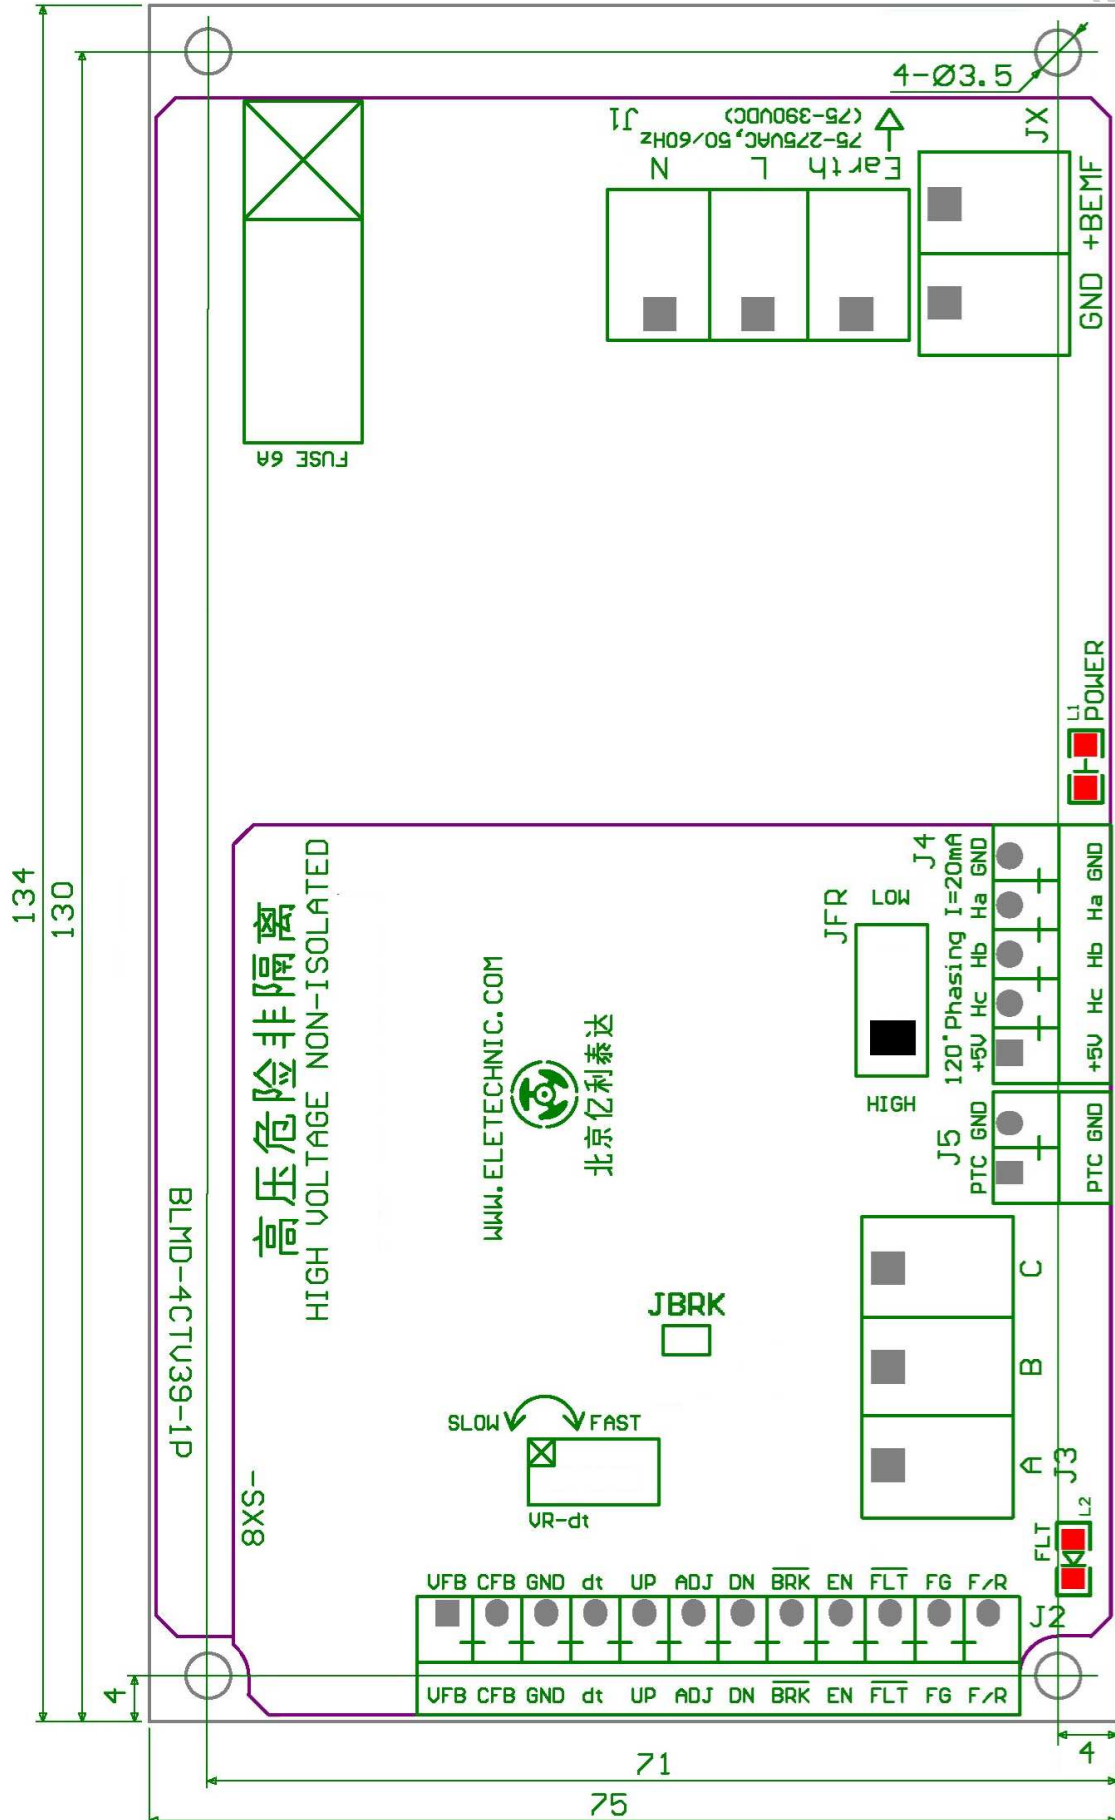 4-Ø3.5
J1
75-275VAC,50/60Hz
(75-390VDC)
N L Earth
JX
GND +BEMF
FUSE 6A
134
130
L1
POWER
高压危险非隔离
HIGH VOLTAGE NON-ISOLATED
WWW.ELETECHNIC.COM
北京亿利泰达
JFR
LOW
HIGH
J4
120°Phasing I=20mA
+5V Hc Hb Ha GND
+5V Hc Hb Ha GND
J5
PTC GND
PTC GND
BLMD-4CTV39-1P
8XS-
JBRK
SLOW FAST
VR-dt
C
B
A
J3
L2
FLT
VFB CFB GND dt UP ADJ DN BRK EN FLT FG F/R
J2
VFB CFB GND dt UP ADJ DN BRK EN FLT FG F/R
4
4
71
75